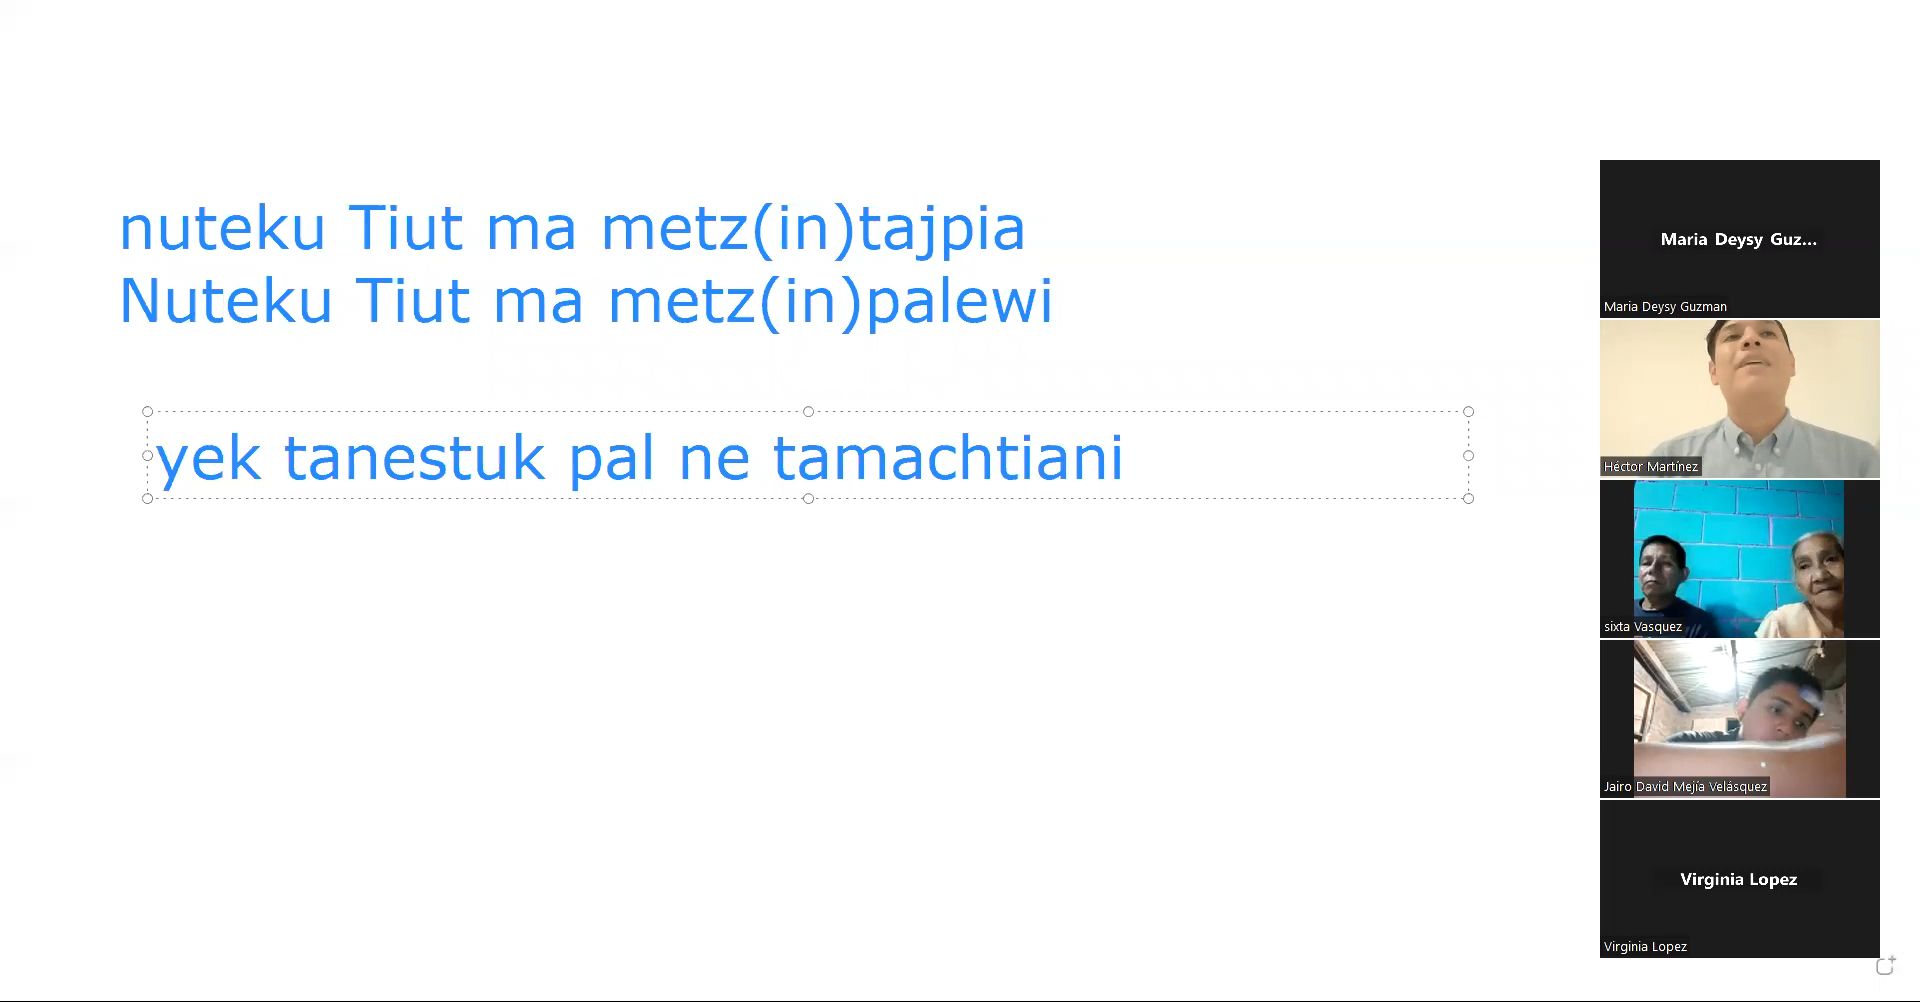 nuteku Tiut ma metz(in)tajpia
Nuteku Tiut ma metz(in)palewi
yek tanestuk pal ne tamachtiani
Maria Deysy Guz...
Maria Deysy Guzman
Héctor Martínez
sixta Vasquez
Jairo David Mejía Velásquez
Virginia Lopez
Virginia Lopez